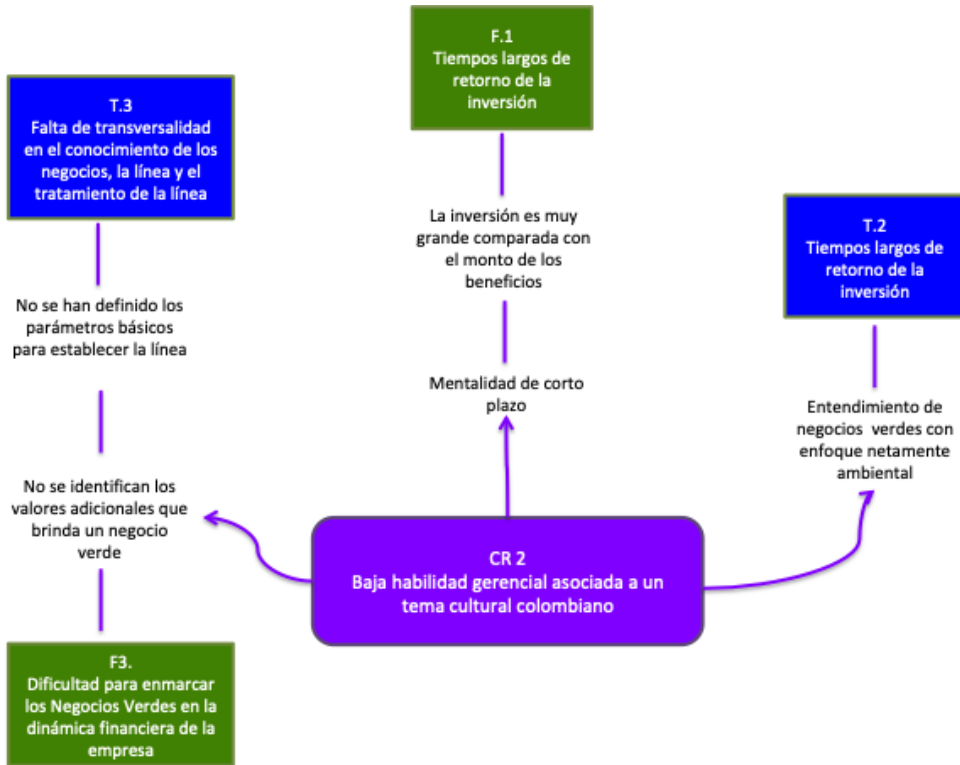 F.1
Tiempos largos de
retorno de la
inversión
T.3
Falta de transversalidad
en el conocimiento de los
negocios, la línea y el
tratamiento de la línea
La inversión es muy
grande comparada con
el monto de los
beneficios
T.2
Tiempos largos de
retorno de la
inversión
No se han definido los
parámetros básicos
para establecer la línea
Mentalidad de corto
plazo
Entendimiento de
negocios verdes con
enfoque netamente
ambiental
No se identifican los
valores adicionales que
brinda un negocio
verde
CR 2
Baja habilidad gerencial asociada a un
tema cultural colombiano
F3.
Dificultad para enmarcar
los Negocios Verdes en la
dinámica financiera de la
empresa